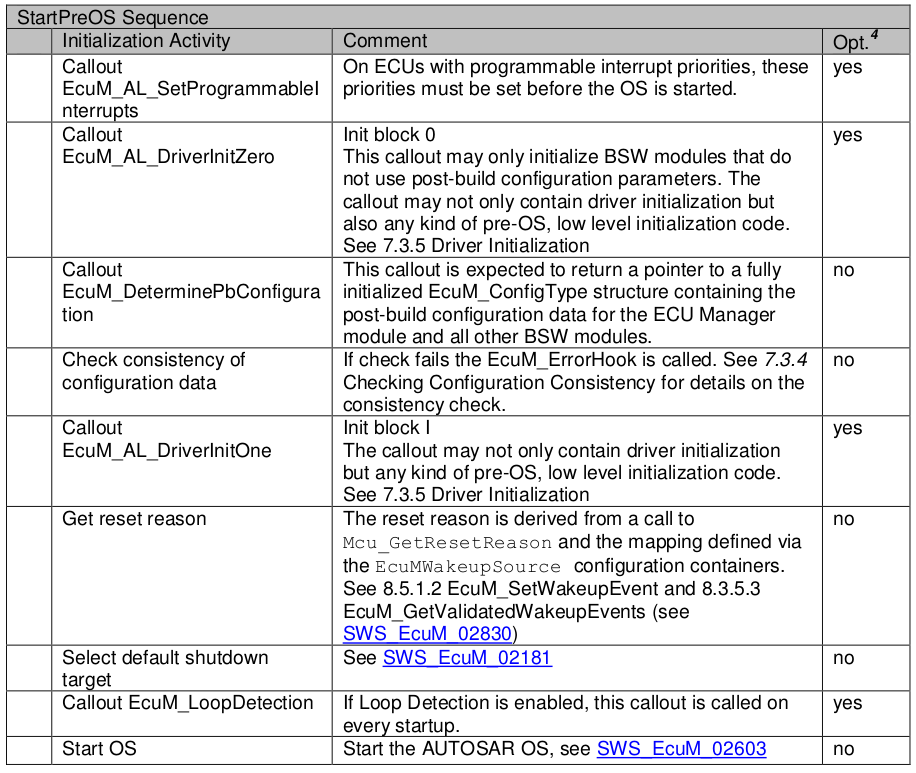 StartPreOS Sequence
Initialization Activity Comment Opt.4
Callout
EcuM_AL_SetProgrammableI
nterrupts
On ECUs with programmable interrupt priorities, these
priorities must be set before the OS is started.
yes
Callout
EcuM_AL_DriverInitZero
Init block 0
This callout may only initialize BSW modules that do
not use post-build configuration parameters. The
callout may not only contain driver initialization but
also any kind of pre-OS, low level initialization code.
See 7.3.5 Driver Initialization
yes
Callout
EcuM_DeterminePbConfigura
tion
This callout is expected to return a pointer to a fully
initialized EcuM_ConfigType structure containing the
post-build configuration data for the ECU Manager
module and all other BSW modules.
no
Check consistency of
configuration data
If check fails the EcuM_ErrorHook is called. See 7.3.4
Checking Configuration Consistency for details on the
consistency check.
no
Callout
EcuM_AL_DriverInitOne
Init block I
The callout may not only contain driver initialization
but any kind of pre-OS, low level initialization code.
See 7.3.5 Driver Initialization
yes
Get reset reason
The reset reason is derived from a call to
Mcu_GetResetReason and the mapping defined via
the EcuMWakeupSource configuration containers.
See 8.5.1.2 EcuM_SetWakeupEvent and 8.3.5.3
EcuM_GetValidatedWakeupEvents (see
SWS_EcuM_02830)
no
Select default shutdown
target
See SWS_EcuM_02181
no
Callout EcuM_LoopDetection
If Loop Detection is enabled, this callout is called on
every startup.
yes
Start OS
Start the AUTOSAR OS, see SWS_EcuM_02603
no